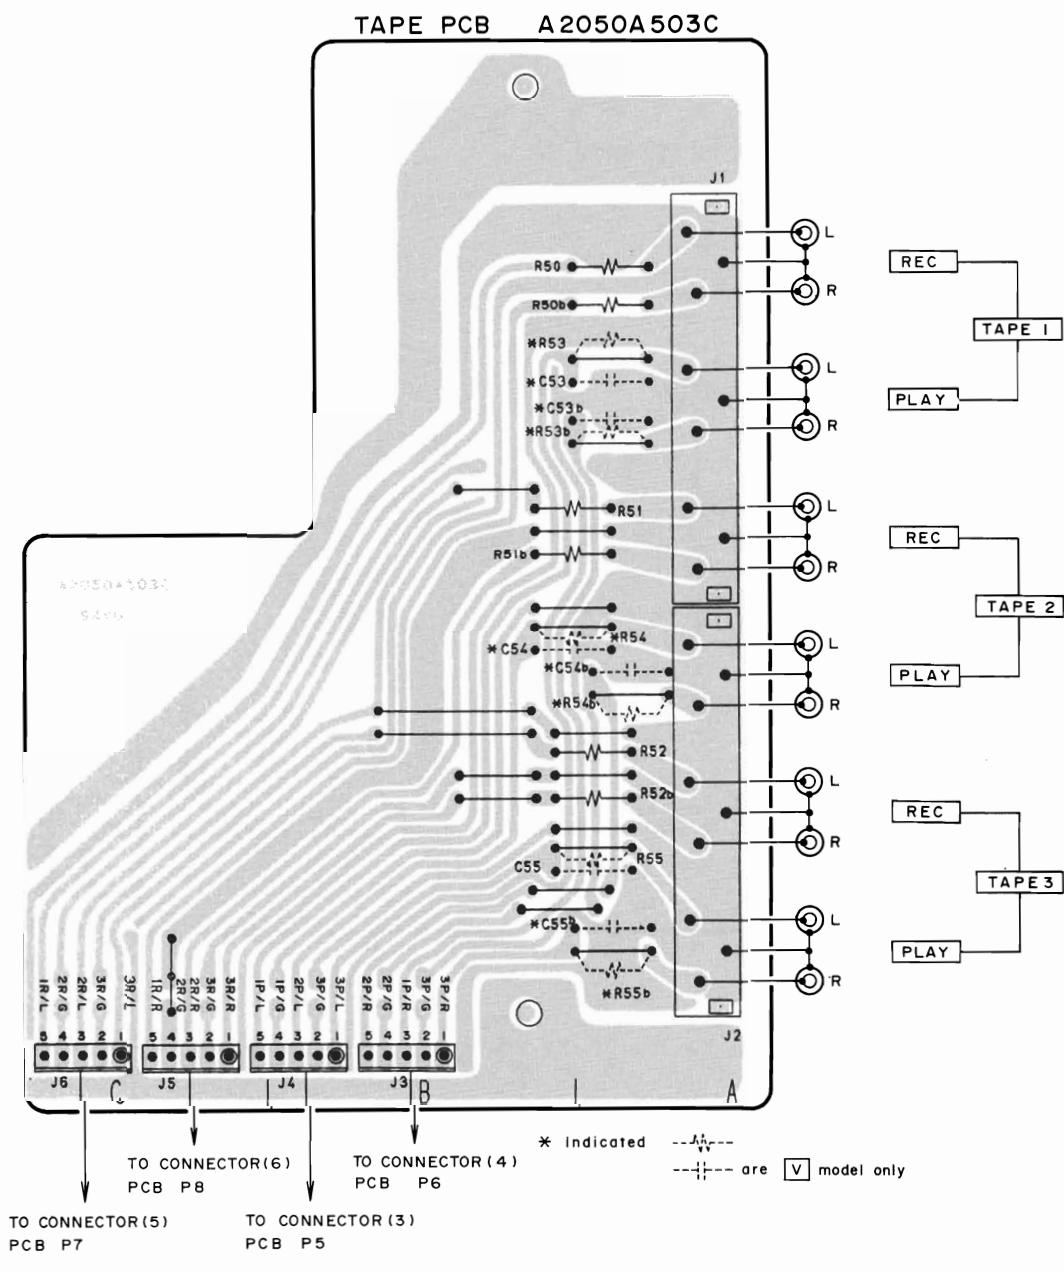 TAPE PCB A2050A503C
J1
L
REC
R50
R
R50b
TAPE 1
*R53
L
*C53
PLAY
*C53b
R
*R53b
L
R51
REC
R51b
R
TAPE 2
*R54
L
*C54
*C54b
PLAY
*R54b
R
R52
L
R52b
REC
R
R55
C55
TAPE 3
L
*C55b
PLAY
R
*R55b
1R/L 2R/G 2R/L 3R/G 3R/L 1R/R 2R/G 2R/R 3R/G 3R/R 1P/L 1P/G 2P/L 3P/G 3P/L 2P/R 2P/G 1P/R 3P/G 3P/R
J2
5 4 3 2 1 5 4 3 2 1 5 4 3 2 1 5 4 3 2 1
J6 C J5 J4 J3 B A
* Indicated
are V model only
TO CONNECTOR(6)
PCB P8
TO CONNECTOR(4)
PCB P6
TO CONNECTOR(5)
PCB P7
TO CONNECTOR(3)
PCB P5